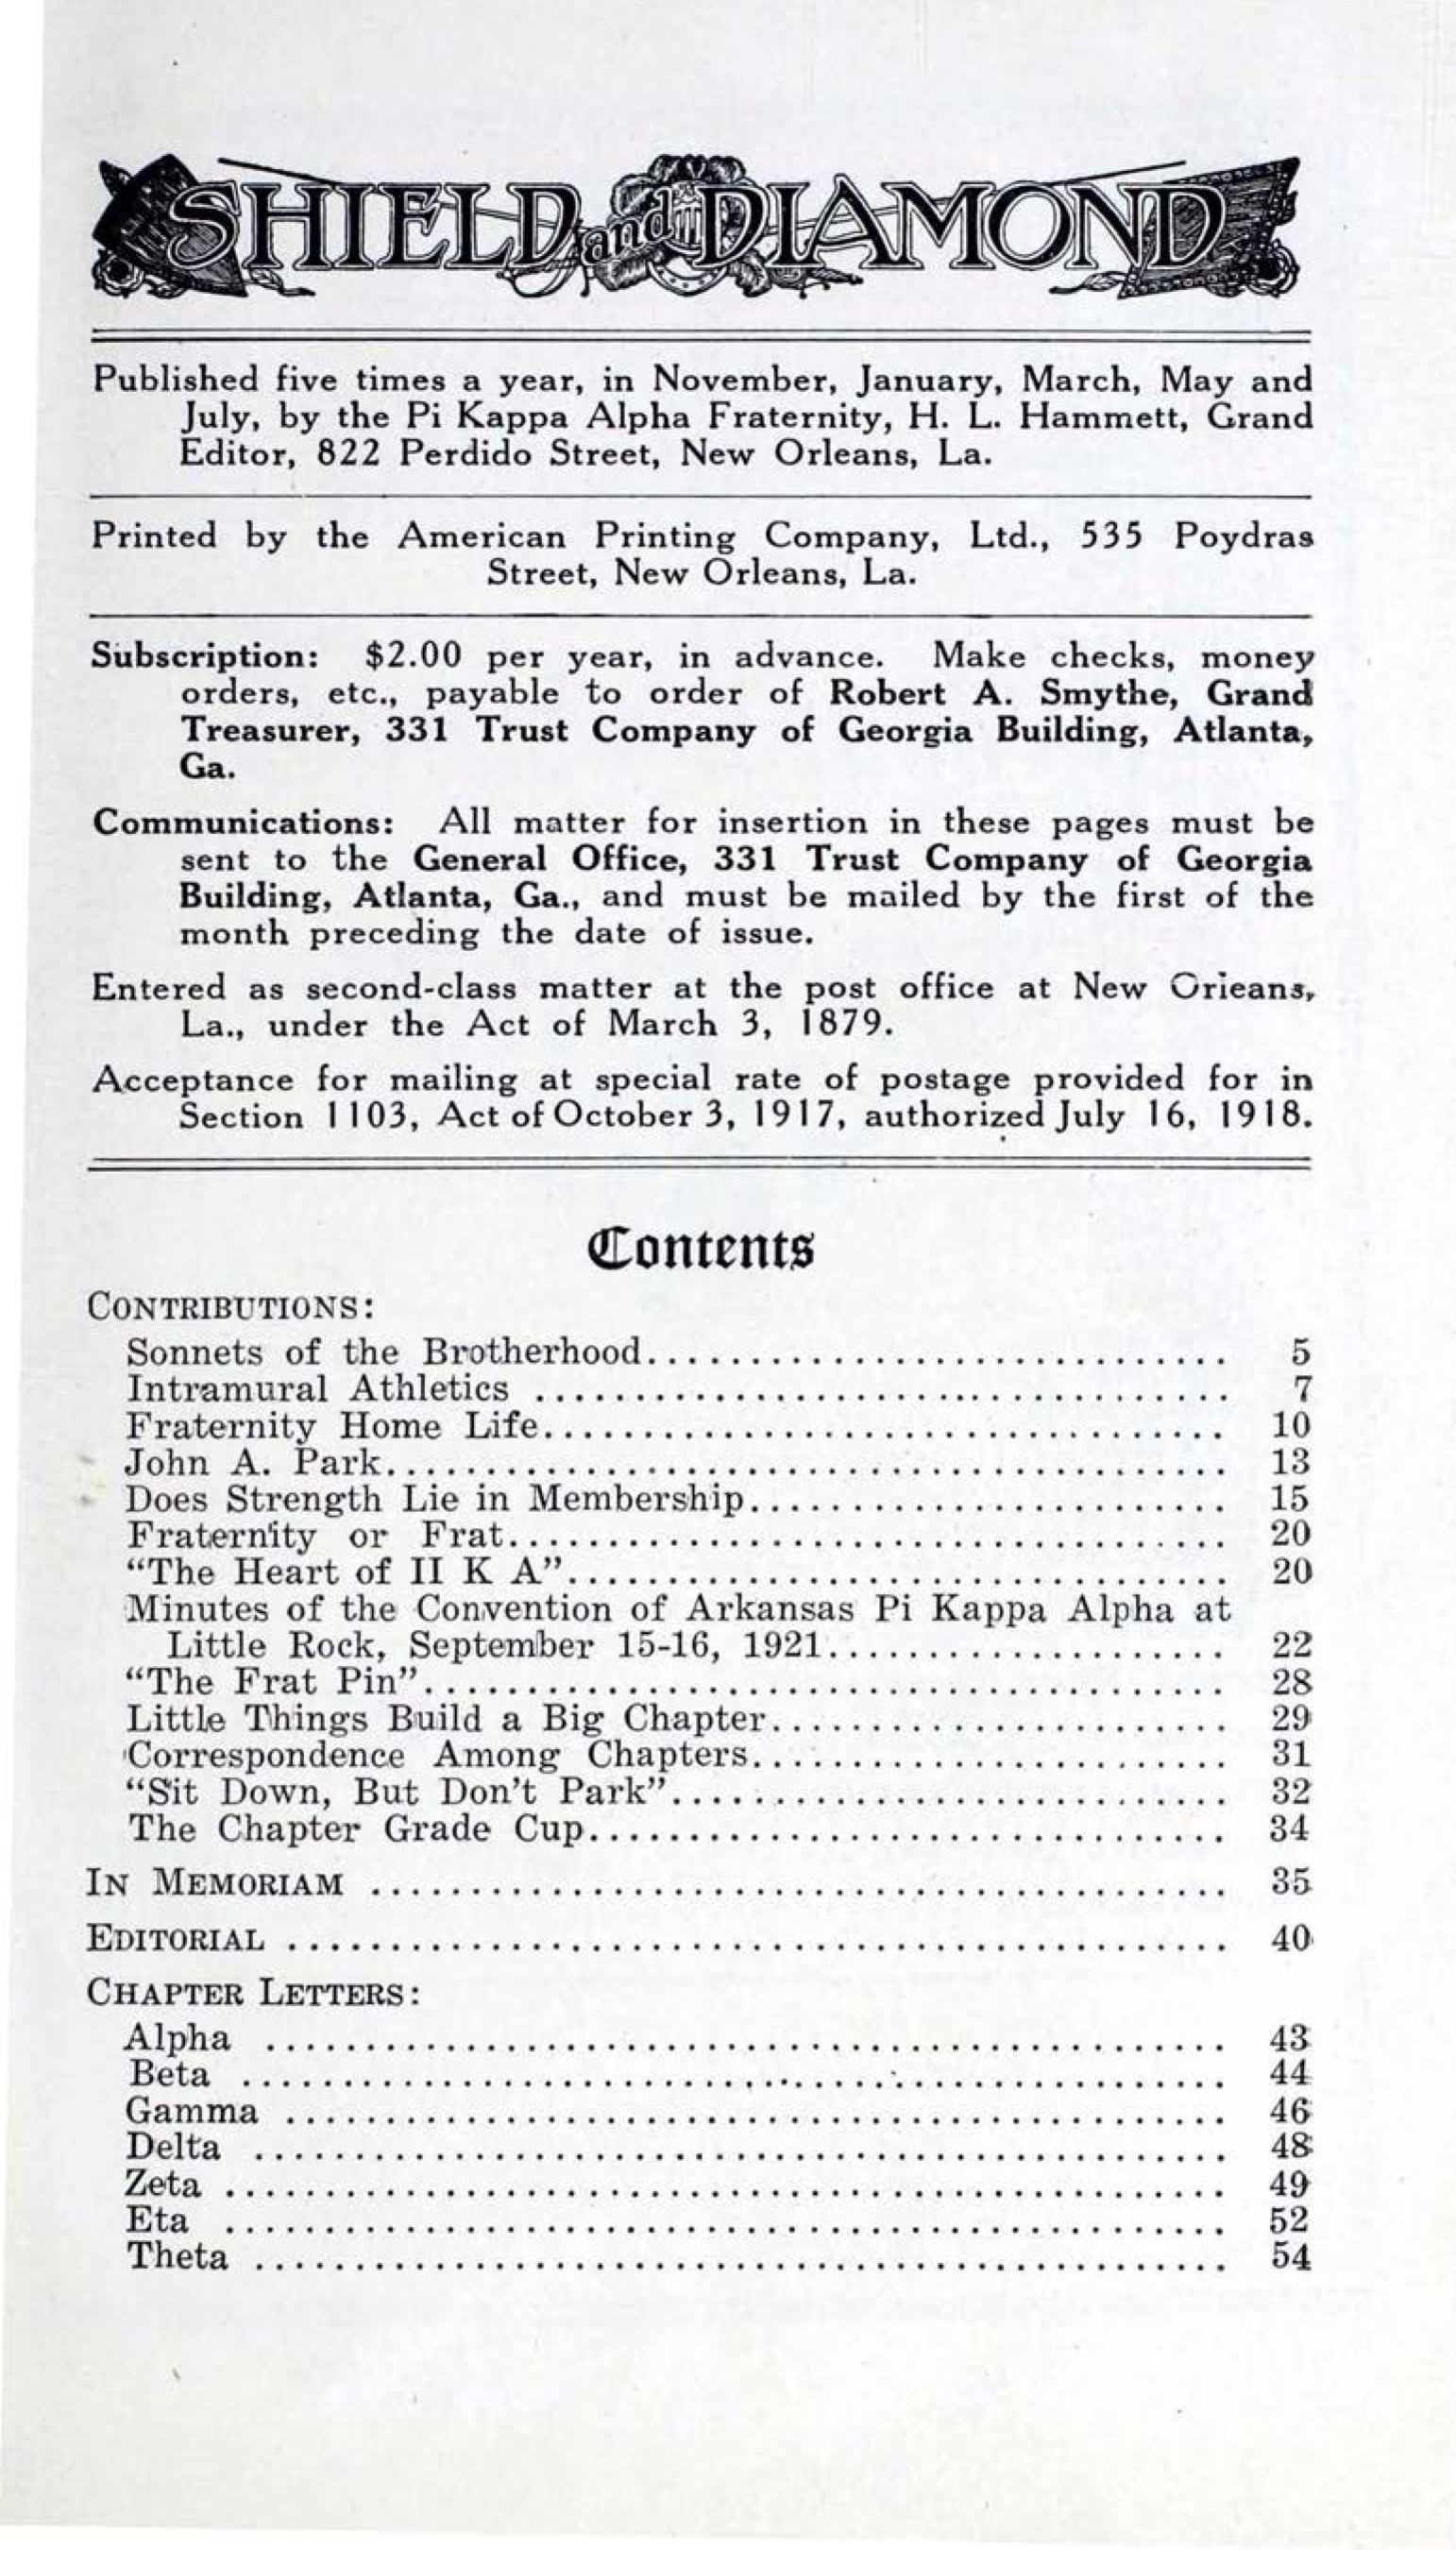 SHIELD and DIAMOND
Published five times a year, in November, January, March, May and
July, by the Pi Kappa Alpha Fraternity, H. L. Hammett, Grand
Editor, 822 Perdido Street, New Orleans, La.
Printed by the American Printing Company, Ltd., 535 Poydras
Street, New Orleans, La.
Subscription: $2.00 per year, in advance. Make checks, money
orders, etc., payable to order of Robert A. Smythe, Grand
Treasurer, 331 Trust Company of Georgia Building, Atlanta,
Ga.
Communications: All matter for insertion in these pages must be
sent to the General Office, 331 Trust Company of Georgia
Building, Atlanta, Ga., and must be mailed by the first of the
month preceding the date of issue.
Entered as second-class matter at the post office at New Orieans,
La., under the Act of March 3, 1879.
Acceptance for mailing at special rate of postage provided for in
Section 1103, Act of October 3, 1917, authorized July 16, 1918.
Contents
CONTRIBUTIONS:
Sonnets of the Brotherhood............................. 5
Intramural Athletics .................................. 7
Fraternity Home Life.................................. 10
John A. Park.......................................... 13
Does Strength Lie in Membership........................ 15
Fraternity or Frat.................................... 20
"The Heart of II K A"................................. 20
Minutes of the Convention of Arkansas Pi Kappa Alpha at
Little Rock, September 15-16, 1921.................... 22
"The Frat Pin"........................................ 28
Little Things Build a Big Chapter....................... 29
Correspondence Among Chapters........................ 31
"Sit Down, But Don't Park"............................ 32
The Chapter Grade Cup................................ 34
IN MEMORIAM .......................................... 35
EDITORIAL .............................................. 40
CHAPTER LETTERS:
Alpha ................................................ 43
Beta ................................................. 44
Gamma ............................................... 46
Delta ................................................ 48
Zeta .................................................. 49
Eta .................................................. 52
Theta ................................................ 54